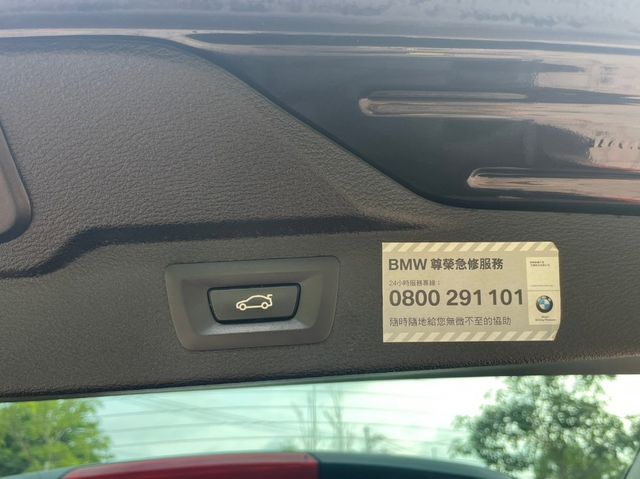 BMW 尊榮急修服務
24小時服務專線：
0800 291 101
隨時隨地給您無微不至的協助